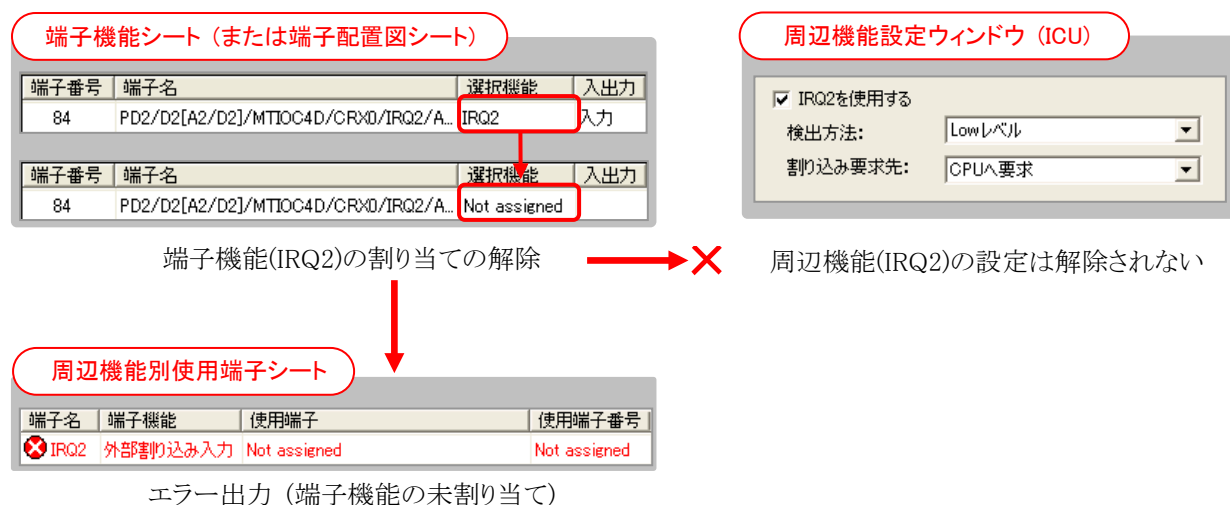 端子機能シート (または端子配置図シート)
端子番号 端子名 選択機能 入出力
84 PD2/D2[A2/D2]/MTIOC4D/CRX0/IRQ2/A... IRQ2 入力
端子番号 端子名 選択機能 入出力
84 PD2/D2[A2/D2]/MTIOC4D/CRX0/IRQ2/A... Not assigned
端子機能(IRQ2)の割り当ての解除
周辺機能設定ウィンドウ (ICU)
IRQ2を使用する
検出方法: Lowレベル
割り込み要求先: CPUへ要求
周辺機能(IRQ2)の設定は解除されない
周辺機能別使用端子シート
端子名 端子機能 使用端子 使用端子番号
IRQ2 外部割り込み入力 Not assigned Not assigned
エラー出力 (端子機能の未割り当て)